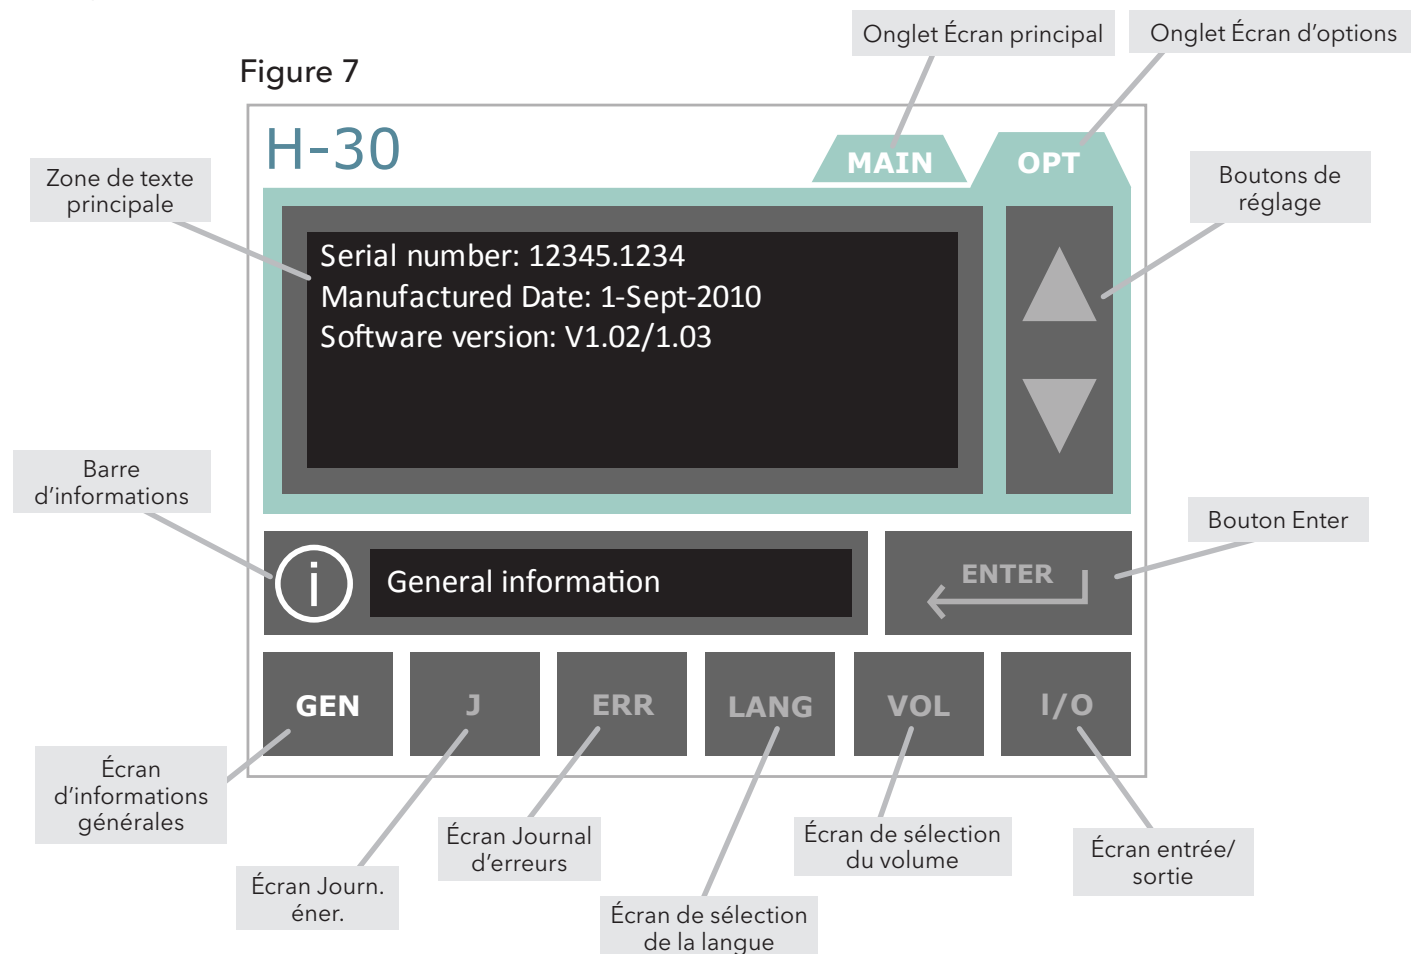 Onglet Écran principal
Onglet Écran d'options
Figure 7
H-30
MAIN
OPT
Zone de texte
principale
Boutons de
réglage
Serial number: 12345.1234
Manufactured Date: 1-Sept-2010
Software version: V1.02/1.03
Barre
d'informations
Bouton Enter
i
General information
ENTER
GEN
J
ERR
LANG
VOL
I/O
Écran
d'informations
générales
Écran Journ.
éner.
Écran Journal
d'erreurs
Écran de sélection
de la langue
Écran de sélection
du volume
Écran entrée/
sortie